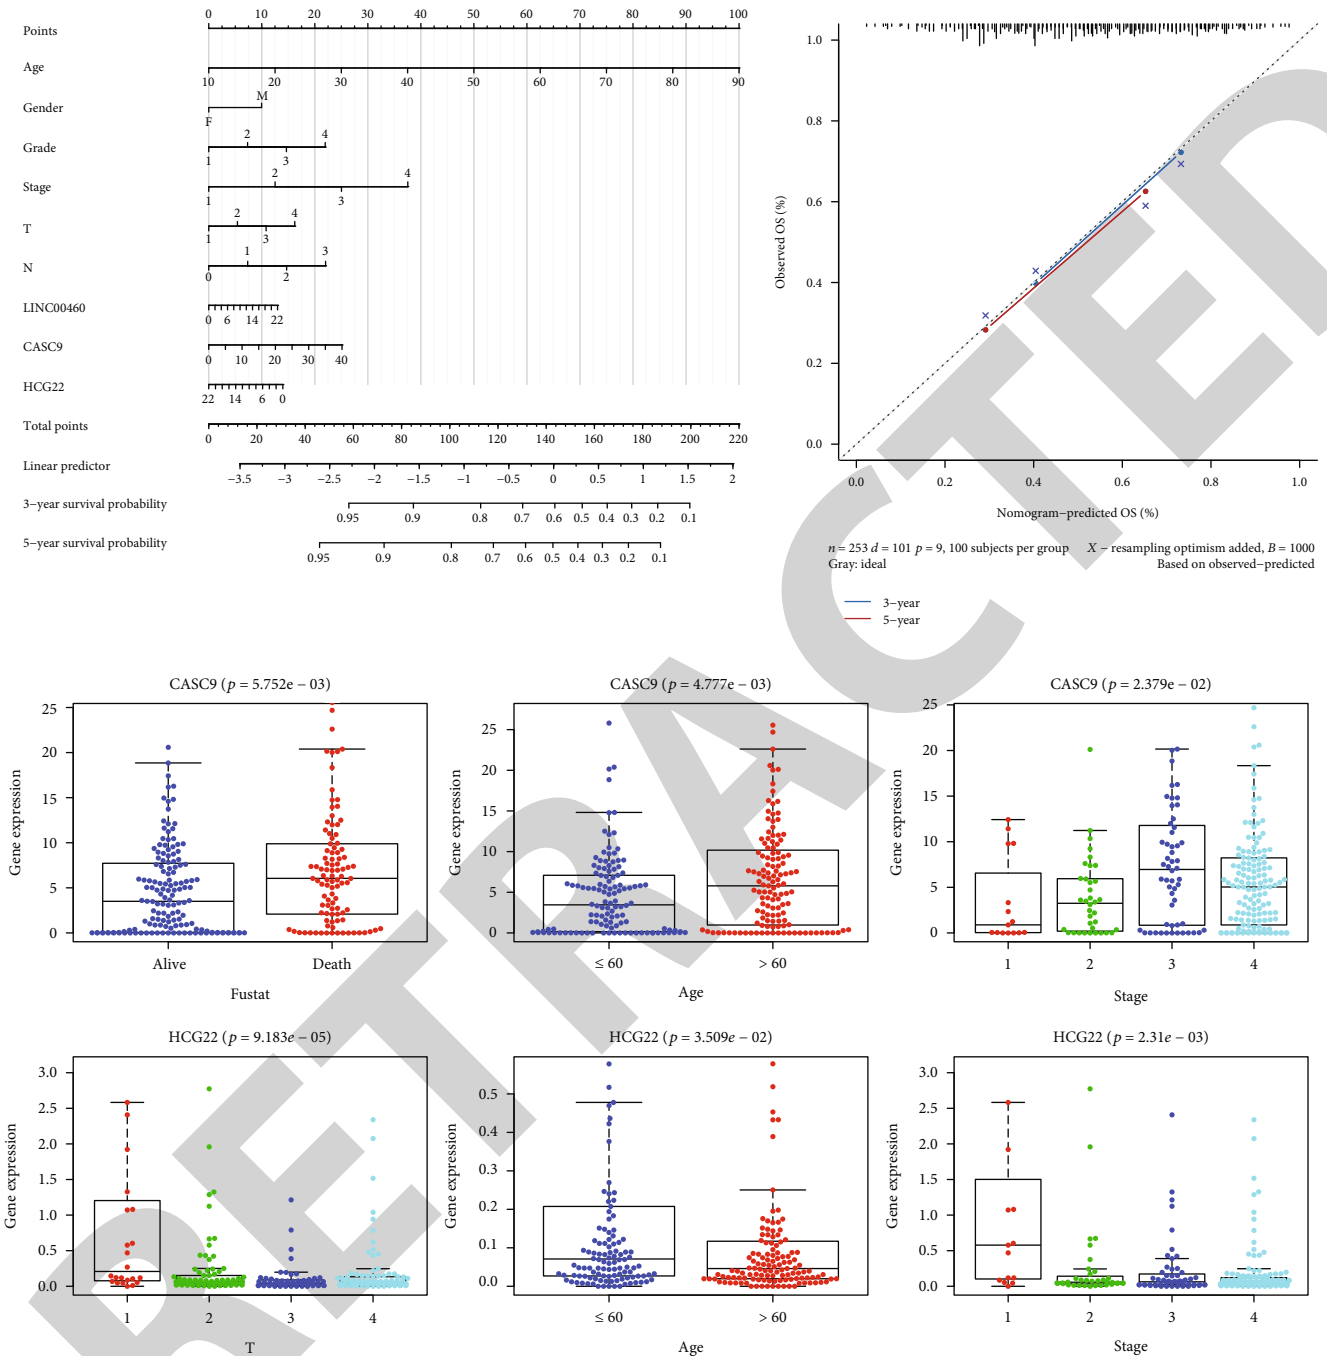 Points
0 10 20 30 40 50 60 70 80 90 100
Age
10 20 30 40 50 60 70 80 90
Gender
M
F
Grade
2 4
1 3
Stage
2 4
1 3
T
2 4
1 3
N
1 3
0 2
LINC00460
0 6 14 22
CASC9
0 5 10 15 20 25 30 35 40
HCG22
22 14 6 0
Total points
0 20 40 60 80 100 120 140 160 180 200 220
Linear predictor
−3.5 −3 −2.5 −2 −1.5 −1 −0.5 0 0.5 1 1.5 2
3−year survival probability
0.95 0.9 0.8 0.7 0.6 0.5 0.4 0.3 0.2 0.1
5−year survival probability
0.95 0.9 0.8 0.7 0.6 0.5 0.4 0.3 0.2 0.1
Observed OS (%)
1.0
0.8
0.6
0.4
0.2
0.0
0.0 0.2 0.4 0.6 0.8 1.0
Nomogram−predicted OS (%)
n = 253 d = 101 p = 9, 100 subjects per group X − resampling optimism added, B = 1000
Gray: ideal Based on observed−predicted
3−year
5−year
CASC9 (p = 5.752e − 03)
Gene expression
25
20
15
10
5
0
Alive Death
Fustat
CASC9 (p = 4.777e − 03)
Gene expression
25
20
15
10
5
0
≤ 60 > 60
Age
CASC9 (p = 2.379e − 02)
Gene expression
25
20
15
10
5
0
1 2 3 4
Stage
HCG22 (p = 9.183e − 05)
Gene expression
3.0
2.5
2.0
1.5
1.0
0.5
0.0
1 2 3 4
T
HCG22 (p = 3.509e − 02)
Gene expression
0.5
0.4
0.3
0.2
0.1
0.0
≤ 60 > 60
Age
HCG22 (p = 2.31e − 03)
Gene expression
3.0
2.5
2.0
1.5
1.0
0.5
0.0
1 2 3 4
Stage
RETRACTED